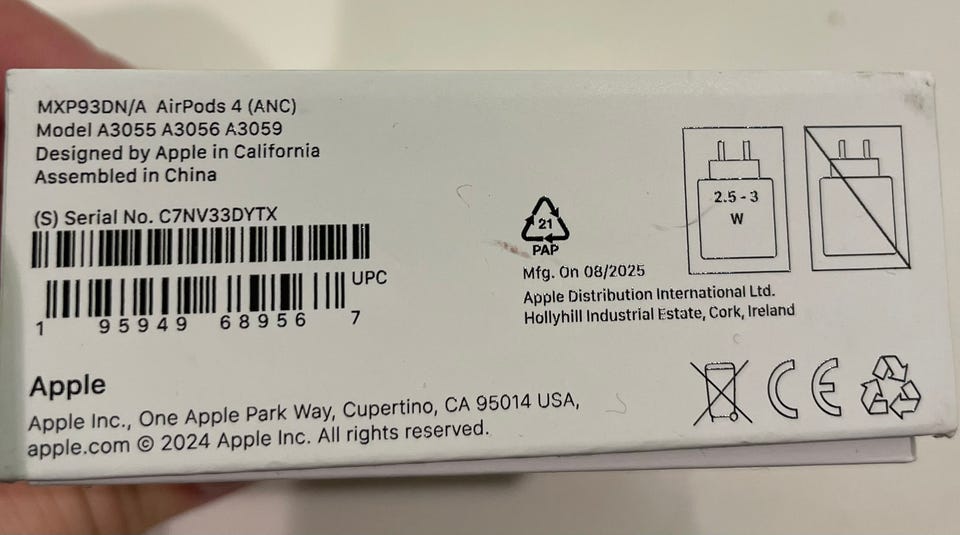 MXP93DN/A AirPods 4 (ANC)
Model A3055 A3056 A3059
Designed by Apple in California
Assembled in China
(S) Serial No. C7NV33DYTX
UPC
1 95949 68956 7
Apple
Apple Inc., One Apple Park Way, Cupertino, CA 95014 USA,
apple.com © 2024 Apple Inc. All rights reserved.
21
PAP
Mfg. On 08/2025
Apple Distribution International Ltd.
Hollyhill Industrial Estate, Cork, Ireland
2.5 - 3
W
CE